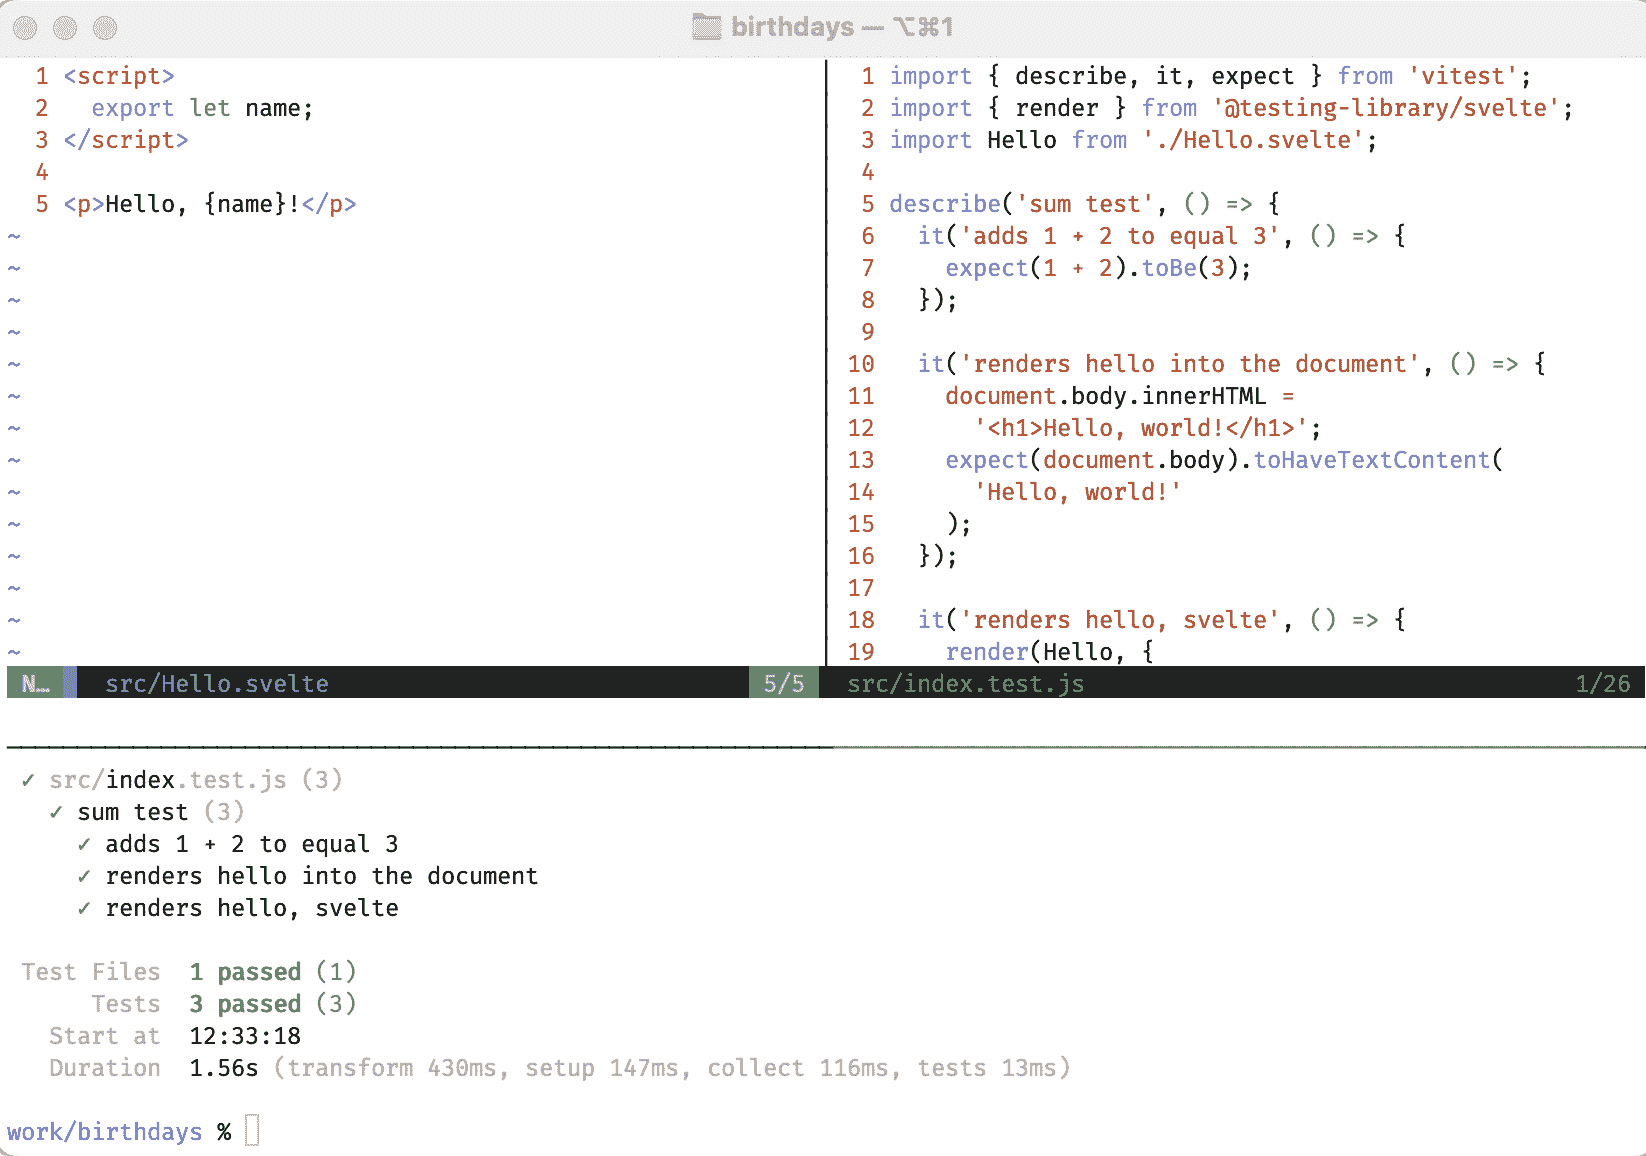 birthdays — ⌥⌘1
1 <script>
2   export let name;
3 </script>
4
5 <p>Hello, {name}!</p>
~
~
~
~
~
~
~
~
~
~
~
~
~
~
N… src/Hello.svelte 5/5
1 import { describe, it, expect } from 'vitest';
2 import { render } from '@testing-library/svelte';
3 import Hello from './Hello.svelte';
4
5 describe('sum test', () => {
6   it('adds 1 + 2 to equal 3', () => {
7     expect(1 + 2).toBe(3);
8   });
9
10   it('renders hello into the document', () => {
11     document.body.innerHTML =
12       '<h1>Hello, world!</h1>';
13     expect(document.body).toHaveTextContent(
14       'Hello, world!'
15     );
16   });
17
18   it('renders hello, svelte', () => {
19     render(Hello, {
src/index.test.js 1/26
✓ src/index.test.js (3)
✓ sum test (3)
✓ adds 1 + 2 to equal 3
✓ renders hello into the document
✓ renders hello, svelte
Test Files 1 passed (1)
Tests 3 passed (3)
Start at 12:33:18
Duration 1.56s (transform 430ms, setup 147ms, collect 116ms, tests 13ms)
work/birthdays %